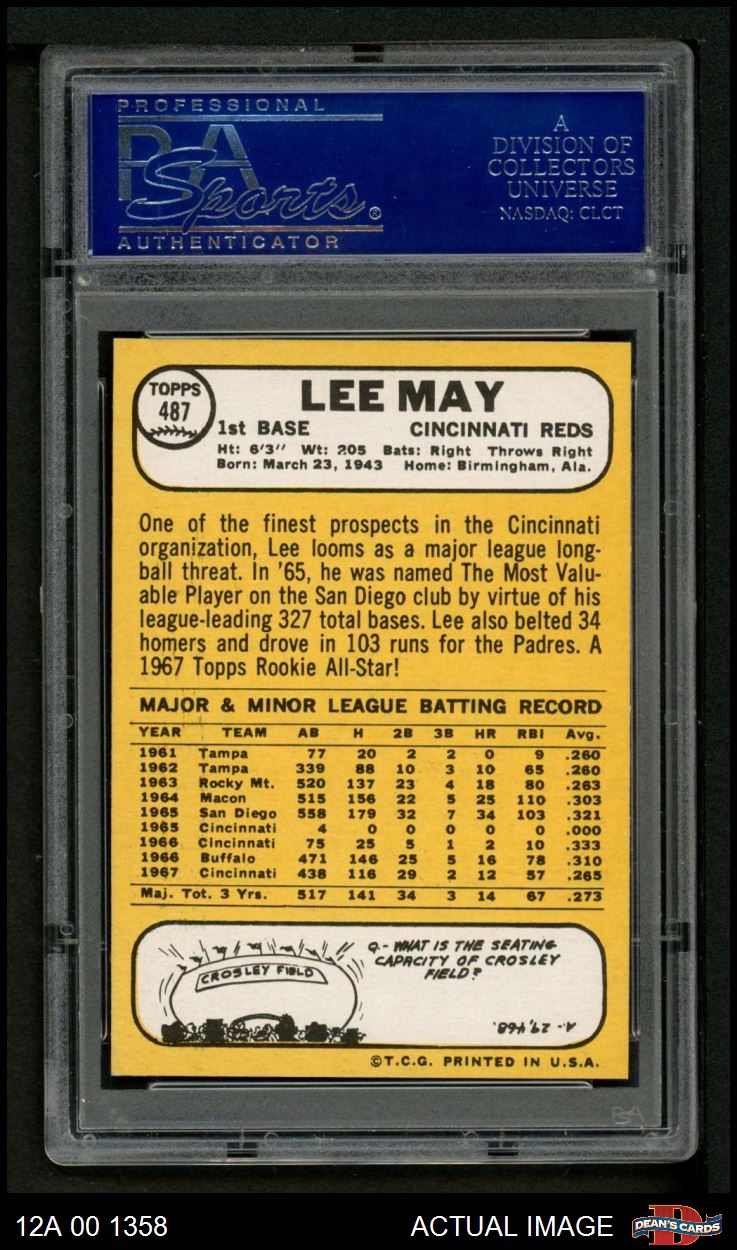 PROFESSIONAL
PSA
Sports®
AUTHENTICATOR
A
DIVISION OF
COLLECTORS
UNIVERSE
NASDAQ: CLCT
TOPPS
487
LEE MAY
1st BASE CINCINNATI REDS
Ht: 6'3" Wt: 205 Bats: Right Throws Right
Born: March 23, 1943 Home: Birmingham, Ala.
One of the finest prospects in the Cincinnati
organization, Lee looms as a major league long-
ball threat. In '65, he was named The Most Valu-
able Player on the San Diego club by virtue of his
league-leading 327 total bases. Lee also belted 34
homers and drove in 103 runs for the Padres. A
1967 Topps Rookie All-Star!
MAJOR & MINOR LEAGUE BATTING RECORD
YEAR TEAM AB H 2B 3B HR RBI Avg.
1961 Tampa 77 20 2 2 0 9 .260
1962 Tampa 339 88 10 3 10 65 .260
1963 Rocky Mt. 520 137 23 4 18 80 .263
1964 Macon 515 156 22 5 25 110 .303
1965 San Diego 558 179 32 7 34 103 .321
1965 Cincinnati 4 0 0 0 0 0 .000
1966 Cincinnati 75 25 5 1 2 10 .333
1966 Buffalo 471 146 25 5 16 78 .310
1967 Cincinnati 438 116 29 2 12 57 .265
Maj. Tot. 3 Yrs. 517 141 34 3 14 67 .273
CROSLEY FIELD
Q.- WHAT IS THE SEATING
CAPACITY OF CROSLEY
FIELD?
A.- 29,468.
©T.C.G. PRINTED IN U.S.A.
PSA
12A 00 1358 ACTUAL IMAGE
DEAN'S CARDS